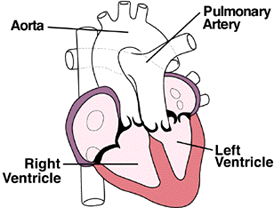 Aorta
Pulmonary
Artery
Right
Ventricle
Left
Ventricle